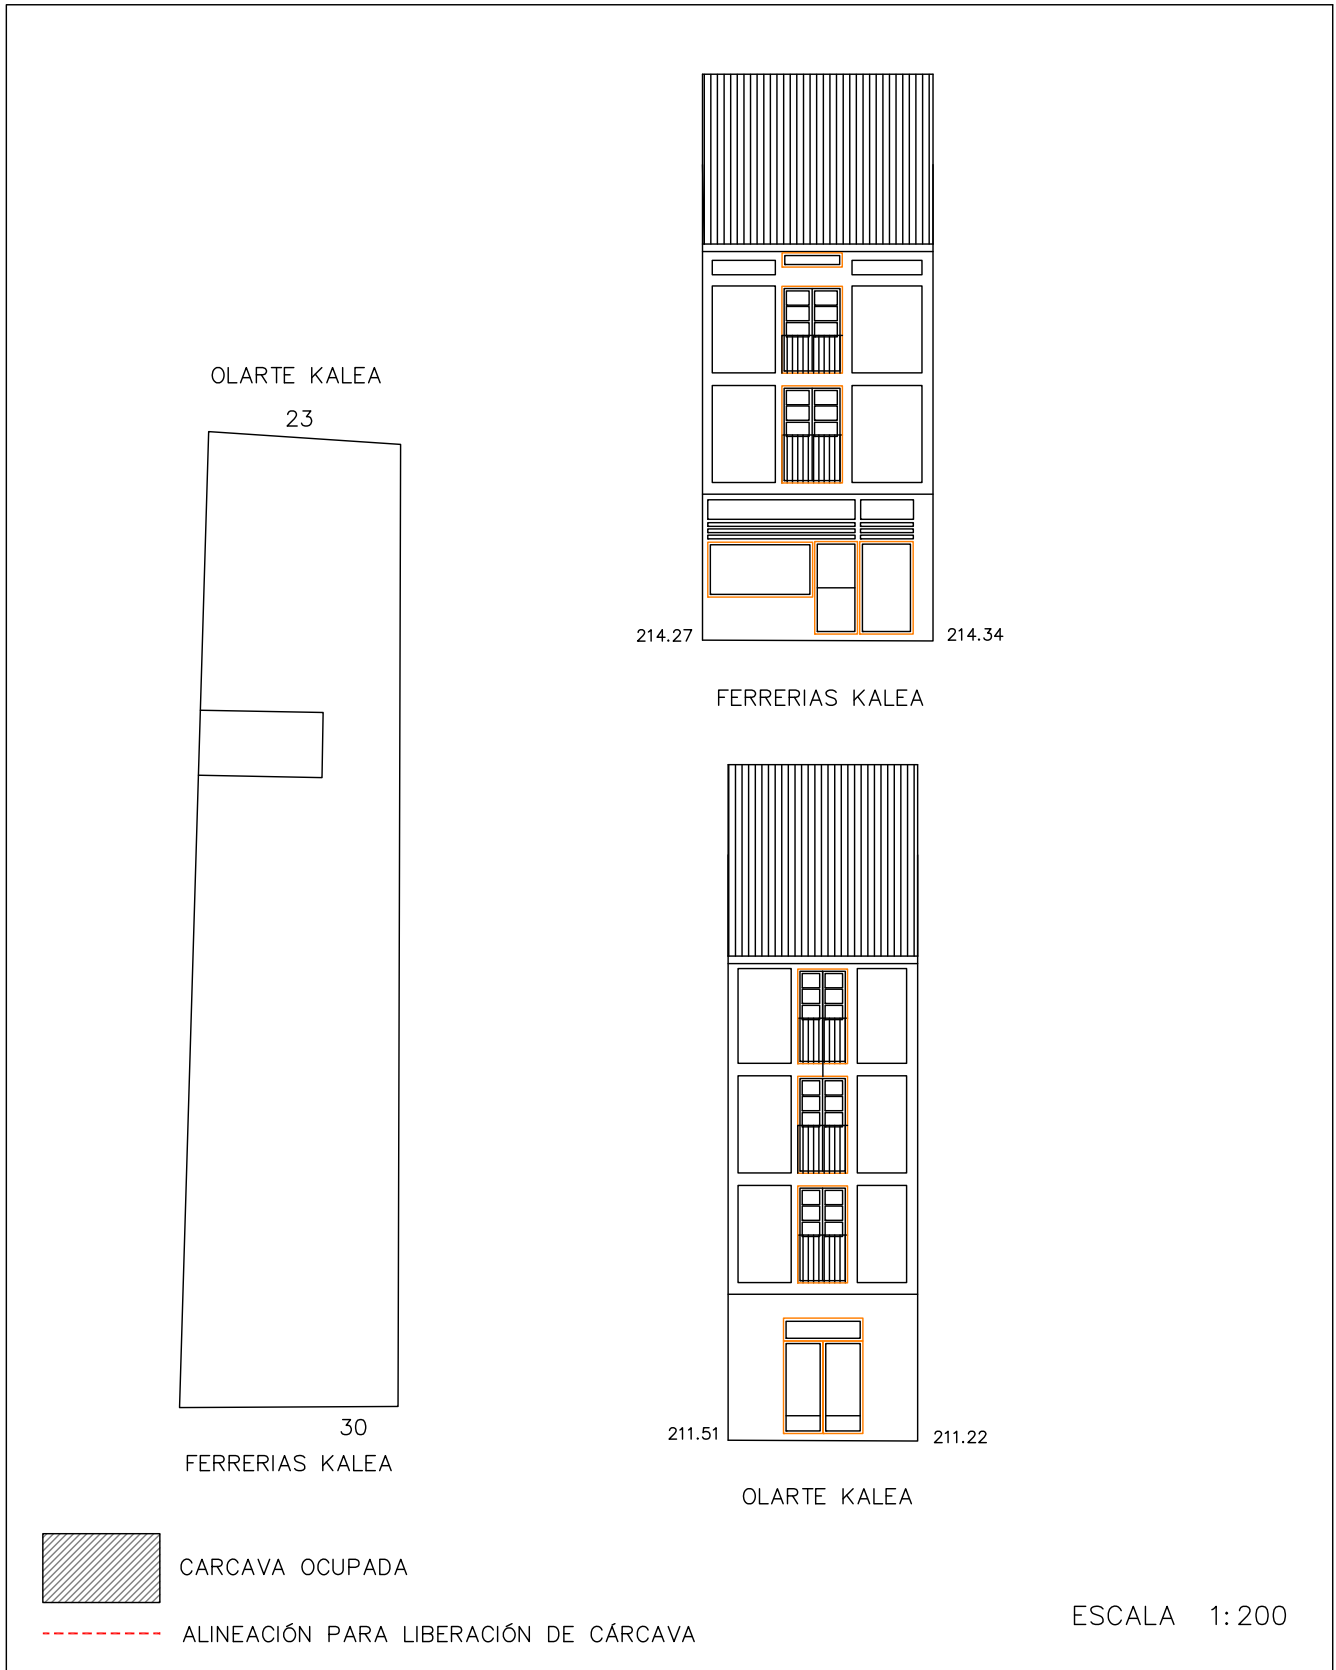 OLARTE KALEA
23
30
FERRERIAS KALEA
214.27
214.34
FERRERIAS KALEA
211.51
211.22
OLARTE KALEA
CARCAVA OCUPADA
ALINEACIÓN PARA LIBERACIÓN DE CÁRCAVA
ESCALA 1:200